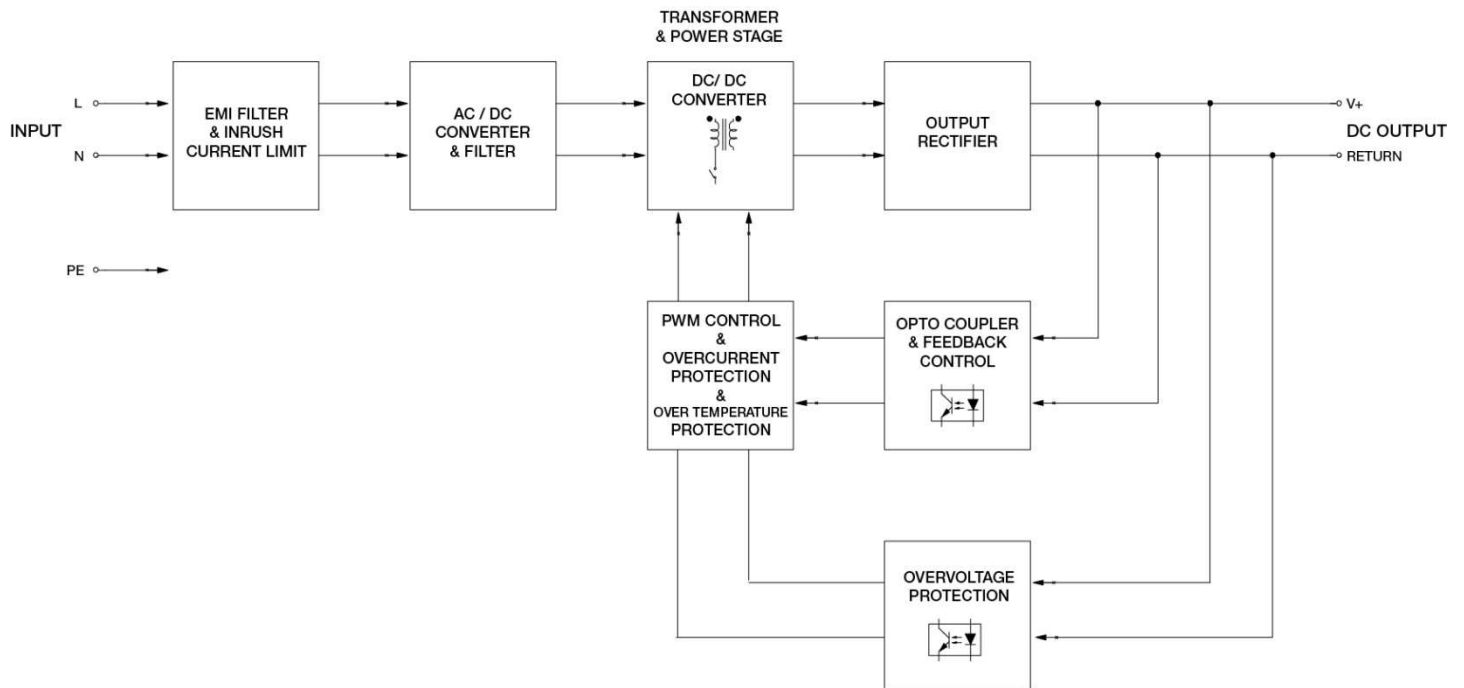 TRANSFORMER
& POWER STAGE
INPUT
L
N
PE
EMI FILTER
& INRUSH
CURRENT LIMIT
AC / DC
CONVERTER
& FILTER
DC/ DC
CONVERTER
OUTPUT
RECTIFIER
V+
DC OUTPUT
RETURN
PWM CONTROL
&
OVERCURRENT
PROTECTION
&
OVER TEMPERATURE
PROTECTION
OPTO COUPLER
& FEEDBACK
CONTROL
OVERVOLTAGE
PROTECTION